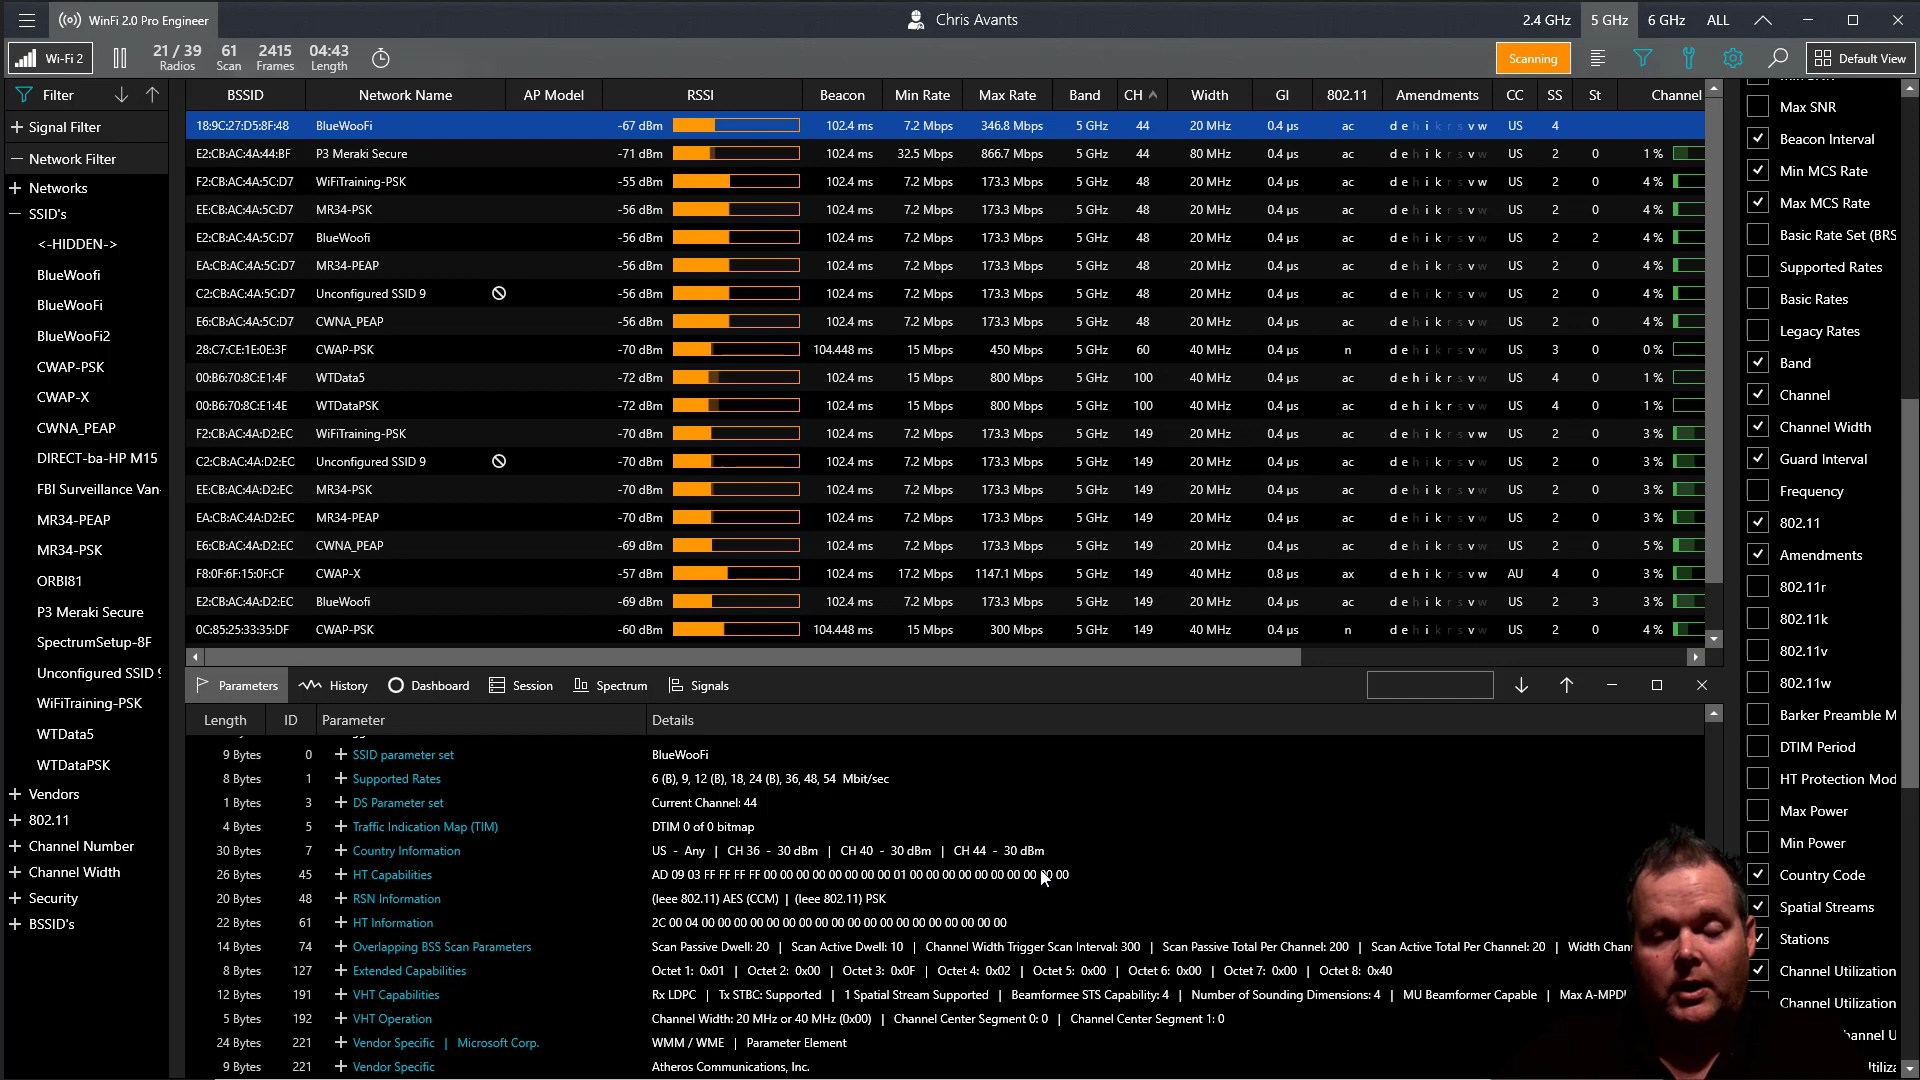 WinFi 2.0 Pro Engineer
Chris Avants
2.4 GHz 5 GHz 6 GHz ALL
Wi-Fi 2 21 / 39 Radios 61 Scan 2415 Frames 04:43 Length Scanning Default View
Filter
Signal Filter
Network Filter
Networks
SSID's
<-HIDDEN->
BlueWoofi
BlueWooFi
BlueWooFi2
CWAP-PSK
CWAP-X
CWNA_PEAP
DIRECT-ba-HP M15
FBI Surveillance Van-
MR34-PEAP
MR34-PSK
ORBI81
P3 Meraki Secure
SpectrumSetup-8F
Unconfigured SSID 9
WiFiTraining-PSK
WTData5
WTDataPSK
Vendors
802.11
Channel Number
Channel Width
Security
BSSID's
BSSID Network Name AP Model RSSI Beacon Min Rate Max Rate Band CH Width GI 802.11 Amendments CC SS St Channel
18:9C:27:D5:8F:48 BlueWooFi -67 dBm 102.4 ms 7.2 Mbps 346.8 Mbps 5 GHz 44 20 MHz 0.4 µs ac d e h i k r s v w US 4
E2:CB:AC:4A:44:BF P3 Meraki Secure -71 dBm 102.4 ms 32.5 Mbps 866.7 Mbps 5 GHz 44 80 MHz 0.4 µs ac d e h i k r s v w US 2 0 1 %
F2:CB:AC:4A:5C:D7 WiFiTraining-PSK -55 dBm 102.4 ms 7.2 Mbps 173.3 Mbps 5 GHz 48 20 MHz 0.4 µs ac d e h i k r s v w US 2 0 4 %
EE:CB:AC:4A:5C:D7 MR34-PSK -56 dBm 102.4 ms 7.2 Mbps 173.3 Mbps 5 GHz 48 20 MHz 0.4 µs ac d e h i k r s v w US 2 0 4 %
E2:CB:AC:4A:5C:D7 BlueWoofi -56 dBm 102.4 ms 7.2 Mbps 173.3 Mbps 5 GHz 48 20 MHz 0.4 µs ac d e h i k r s v w US 2 2 4 %
EA:CB:AC:4A:5C:D7 MR34-PEAP -56 dBm 102.4 ms 7.2 Mbps 173.3 Mbps 5 GHz 48 20 MHz 0.4 µs ac d e h i k r s v w US 2 0 4 %
C2:CB:AC:4A:5C:D7 Unconfigured SSID 9 -56 dBm 102.4 ms 7.2 Mbps 173.3 Mbps 5 GHz 48 20 MHz 0.4 µs ac d e h i k r s v w US 2 0 4 %
E6:CB:AC:4A:5C:D7 CWNA_PEAP -56 dBm 102.4 ms 7.2 Mbps 173.3 Mbps 5 GHz 48 20 MHz 0.4 µs ac d e h i k r s v w US 2 0 4 %
28:C7:CE:1E:0E:3F CWAP-PSK -70 dBm 104.448 ms 15 Mbps 450 Mbps 5 GHz 60 40 MHz 0.4 µs n d e h i k r s v w US 3 0 0 %
00:B6:70:8C:E1:4F WTData5 -72 dBm 102.4 ms 15 Mbps 800 Mbps 5 GHz 100 40 MHz 0.4 µs ac d e h i k r s v w US 4 0 1 %
00:B6:70:8C:E1:4E WTDataPSK -72 dBm 102.4 ms 15 Mbps 800 Mbps 5 GHz 100 40 MHz 0.4 µs ac d e h i k r s v w US 4 0 1 %
F2:CB:AC:4A:D2:EC WiFiTraining-PSK -70 dBm 102.4 ms 7.2 Mbps 173.3 Mbps 5 GHz 149 20 MHz 0.4 µs ac d e h i k r s v w US 2 0 3 %
C2:CB:AC:4A:D2:EC Unconfigured SSID 9 -70 dBm 102.4 ms 7.2 Mbps 173.3 Mbps 5 GHz 149 20 MHz 0.4 µs ac d e h i k r s v w US 2 0 3 %
EE:CB:AC:4A:D2:EC MR34-PSK -70 dBm 102.4 ms 7.2 Mbps 173.3 Mbps 5 GHz 149 20 MHz 0.4 µs ac d e h i k r s v w US 2 0 3 %
EA:CB:AC:4A:D2:EC MR34-PEAP -70 dBm 102.4 ms 7.2 Mbps 173.3 Mbps 5 GHz 149 20 MHz 0.4 µs ac d e h i k r s v w US 2 0 3 %
E6:CB:AC:4A:D2:EC CWNA_PEAP -69 dBm 102.4 ms 7.2 Mbps 173.3 Mbps 5 GHz 149 20 MHz 0.4 µs ac d e h i k r s v w US 2 0 5 %
F8:0F:6F:15:0F:CF CWAP-X -57 dBm 102.4 ms 17.2 Mbps 1147.1 Mbps 5 GHz 149 40 MHz 0.8 µs ax d e h i k r s v w AU 4 0 3 %
E2:CB:AC:4A:D2:EC BlueWoofi -69 dBm 102.4 ms 7.2 Mbps 173.3 Mbps 5 GHz 149 20 MHz 0.4 µs ac d e h i k r s v w US 2 3 3 %
0C:85:25:33:35:DF CWAP-PSK -60 dBm 104.448 ms 15 Mbps 300 Mbps 5 GHz 149 40 MHz 0.4 µs n d e h i k r s v w US 2 0 4 %
Parameters History Dashboard Session Spectrum Signals
Length ID Parameter Details
9 Bytes 0 SSID parameter set BlueWooFi
8 Bytes 1 Supported Rates 6 (B), 9, 12 (B), 18, 24 (B), 36, 48, 54 Mbit/sec
1 Bytes 3 DS Parameter set Current Channel: 44
4 Bytes 5 Traffic Indication Map (TIM) DTIM 0 of 0 bitmap
30 Bytes 7 Country Information US - Any | CH 36 - 30 dBm | CH 40 - 30 dBm | CH 44 - 30 dBm
26 Bytes 45 HT Capabilities AD 09 03 FF FF FF FF 00 00 00 00 00 00 00 00 01 00 00 00 00 00 00 00 00 00 00
20 Bytes 48 RSN Information (Ieee 802.11) AES (CCM) | (Ieee 802.11) PSK
22 Bytes 61 HT Information 2C 00 04 00 00 00 00 00 00 00 00 00 00 00 00 00 00 00 00 00 00 00
14 Bytes 74 Overlapping BSS Scan Parameters Scan Passive Dwell: 20 | Scan Active Dwell: 10 | Channel Width Trigger Scan Interval: 300 | Scan Passive Total Per Channel: 200 | Scan Active Total Per Channel: 20 | Width Chan
8 Bytes 127 Extended Capabilities Octet 1: 0x01 | Octet 2: 0x00 | Octet 3: 0x0F | Octet 4: 0x02 | Octet 5: 0x00 | Octet 6: 0x00 | Octet 7: 0x00 | Octet 8: 0x40
12 Bytes 191 VHT Capabilities Rx LDPC | Tx STBC: Supported | 1 Spatial Stream Supported | Beamformee STS Capability: 4 | Number of Sounding Dimensions: 4 | MU Beamformer Capable | Max A-MPDU
5 Bytes 192 VHT Operation Channel Width: 20 MHz or 40 MHz (0x00) | Channel Center Segment 0: 0 | Channel Center Segment 1: 0
24 Bytes 221 Vendor Specific | Microsoft Corp. WMM / WME | Parameter Element
9 Bytes 221 Vendor Specific Atheros Communications, Inc.
Max SNR
Beacon Interval
Min MCS Rate
Max MCS Rate
Basic Rate Set (BRS
Supported Rates
Basic Rates
Legacy Rates
Band
Channel
Channel Width
Guard Interval
Frequency
802.11
Amendments
802.11r
802.11k
802.11v
802.11w
Barker Preamble M
DTIM Period
HT Protection Mod
Max Power
Min Power
Country Code
Spatial Streams
Stations
Channel Utilization
Channel Utilization
hannel U